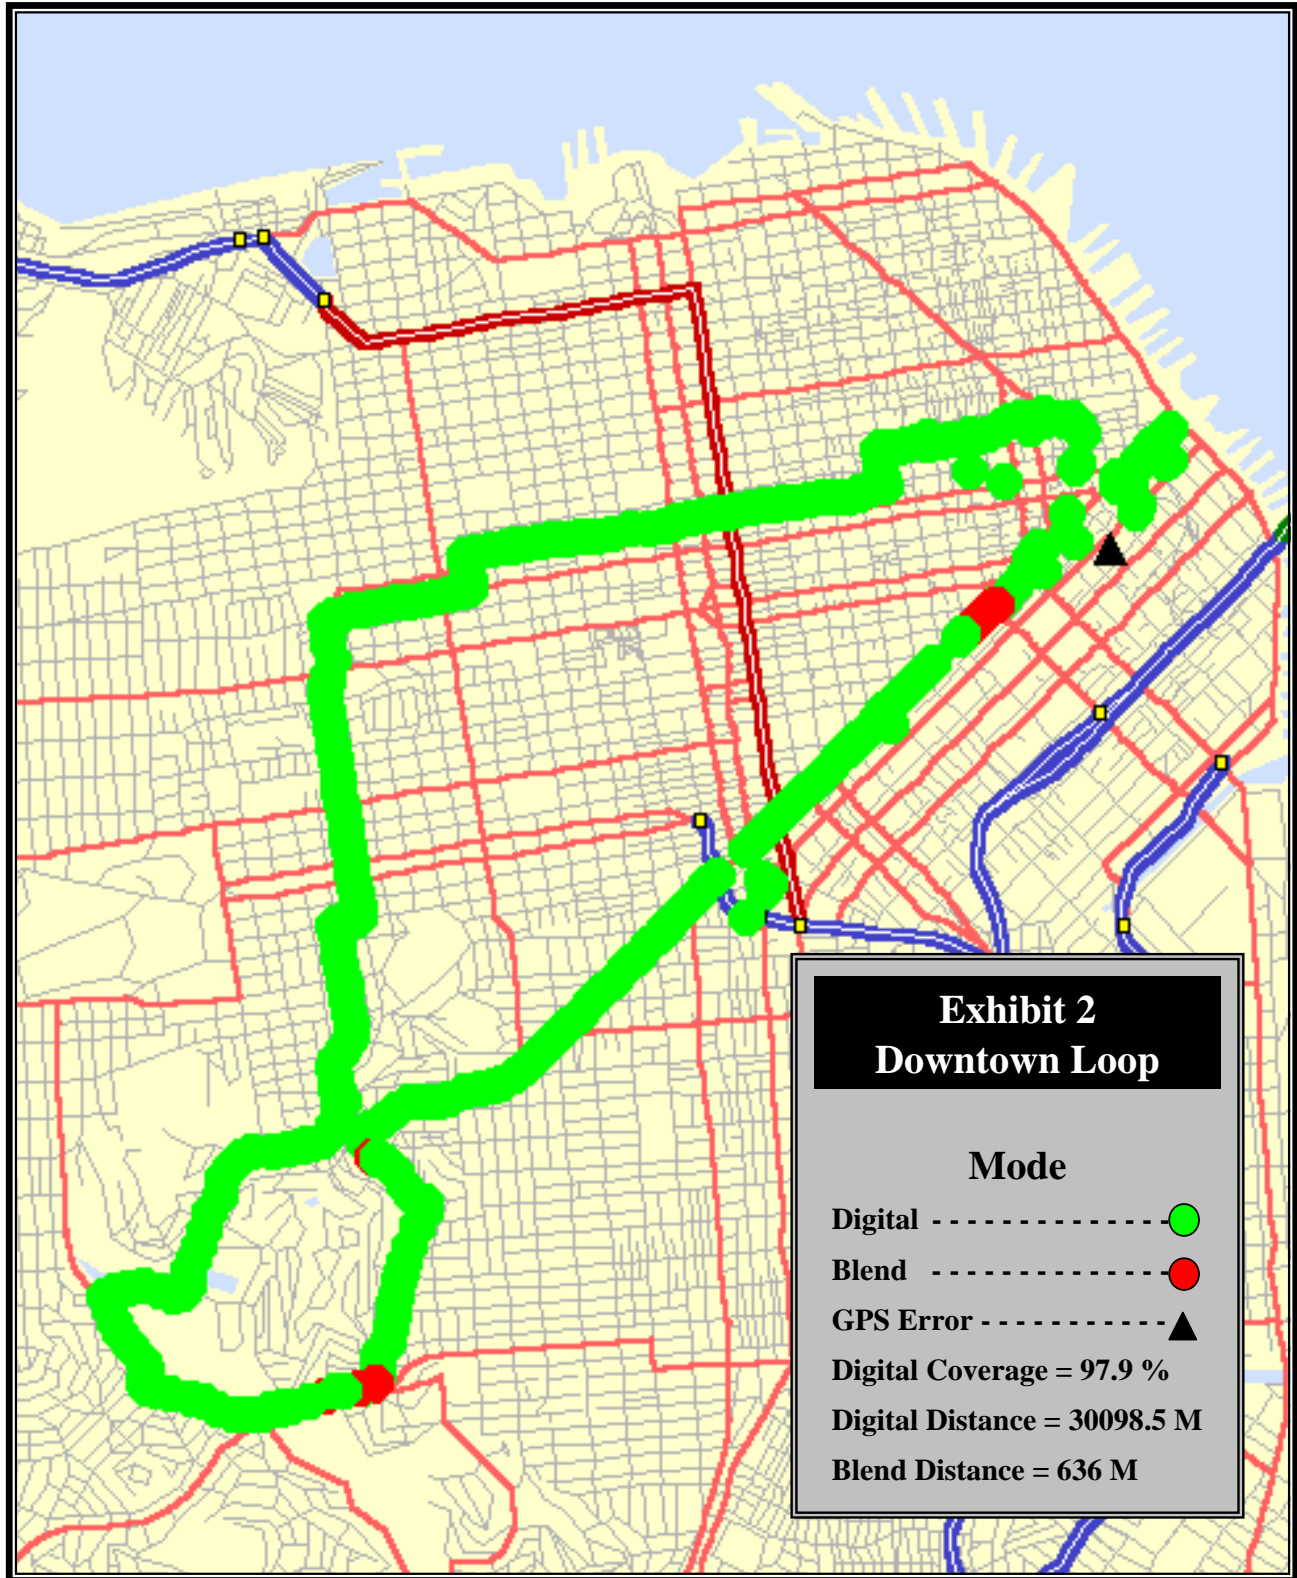 Exhibit 2
Downtown Loop
Mode
Digital - - - - - - - - - - - - - -
Blend - - - - - - - - - - - - - -
GPS Error - - - - - - - - - - -
Digital Coverage = 97.9 %
Digital Distance = 30098.5 M
Blend Distance = 636 M